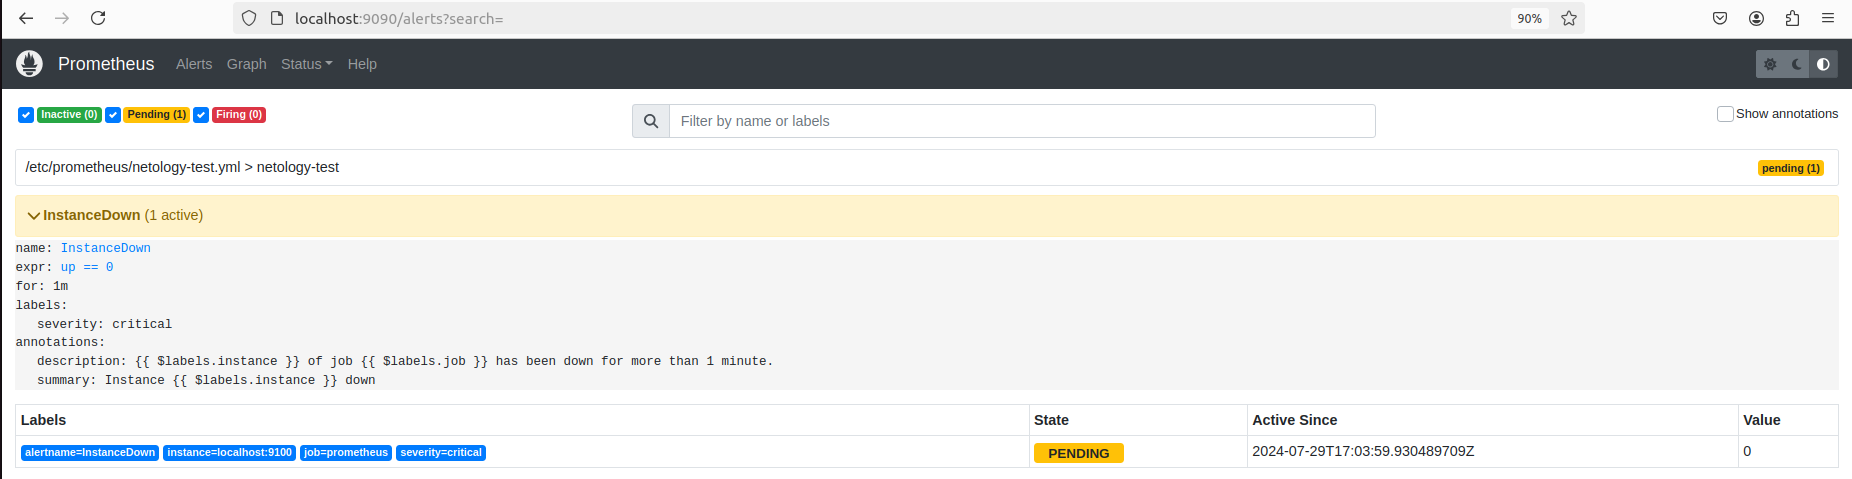 localhost:9090/alerts?search=
90%
Prometheus Alerts Graph Status Help
Inactive (0) Pending (1) Firing (0)
Filter by name or labels
Show annotations
/etc/prometheus/netology-test.yml > netology-test
pending (1)
InstanceDown (1 active)
name: InstanceDown
expr: up == 0
for: 1m
labels:
severity: critical
annotations:
description: {{ $labels.instance }} of job {{ $labels.job }} has been down for more than 1 minute.
summary: Instance {{ $labels.instance }} down
Labels State Active Since Value
alertname=InstanceDown instance=localhost:9100 job=prometheus severity=critical PENDING 2024-07-29T17:03:59.930489709Z 0